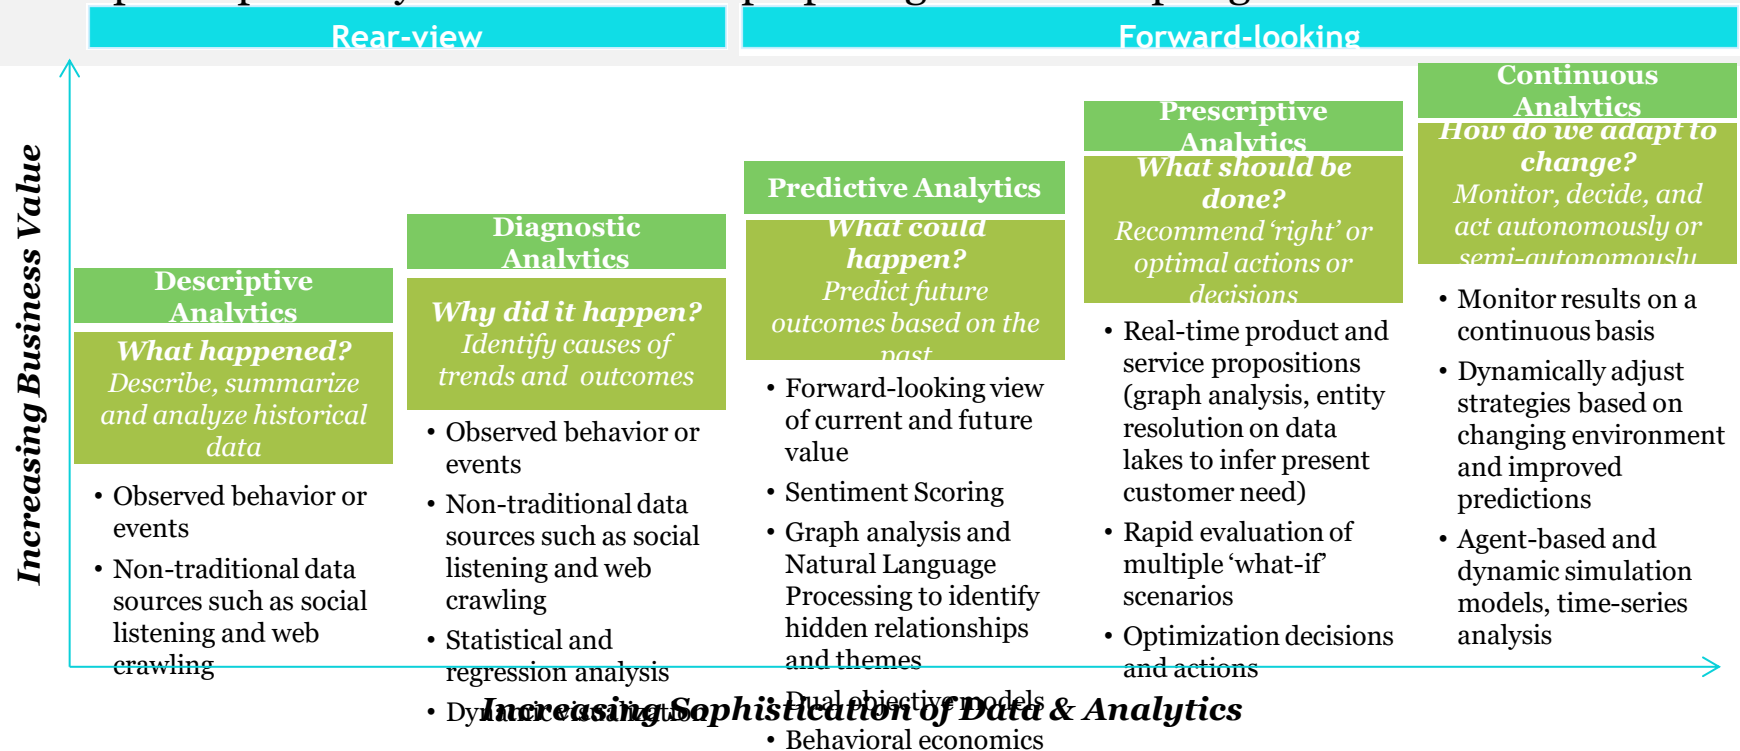 Rear-view
Forward-looking
Increasing Business Value
Descriptive
Analytics
What happened?
Describe, summarize
and analyze historical
data
• Observed behavior or
events
• Non-traditional data
sources such as social
listening and web
crawling
Diagnostic
Analytics
Why did it happen?
Identify causes of
trends and outcomes
• Observed behavior or
events
• Non-traditional data
sources such as social
listening and web
crawling
• Statistical and
regression analysis
• Dynamic visualization
Predictive Analytics
What could
happen?
Predict future
outcomes based on the
past
• Forward-looking view
of current and future
value
• Sentiment Scoring
• Graph analysis and
Natural Language
Processing to identify
hidden relationships
and themes
• Dual objective models
• Behavioral economics
Prescriptive
Analytics
What should be
done?
Recommend ‘right’ or
optimal actions or
decisions
• Real-time product and
service propositions
(graph analysis, entity
resolution on data
lakes to infer present
customer need)
• Rapid evaluation of
multiple ‘what-if’
scenarios
• Optimization decisions
and actions
Continuous
Analytics
How do we adapt to
change?
Monitor, decide, and
act autonomously or
semi-autonomously
• Monitor results on a
continuous basis
• Dynamically adjust
strategies based on
changing environment
and improved
predictions
• Agent-based and
dynamic simulation
models, time-series
analysis
Increasing Sophistication of Data & Analytics